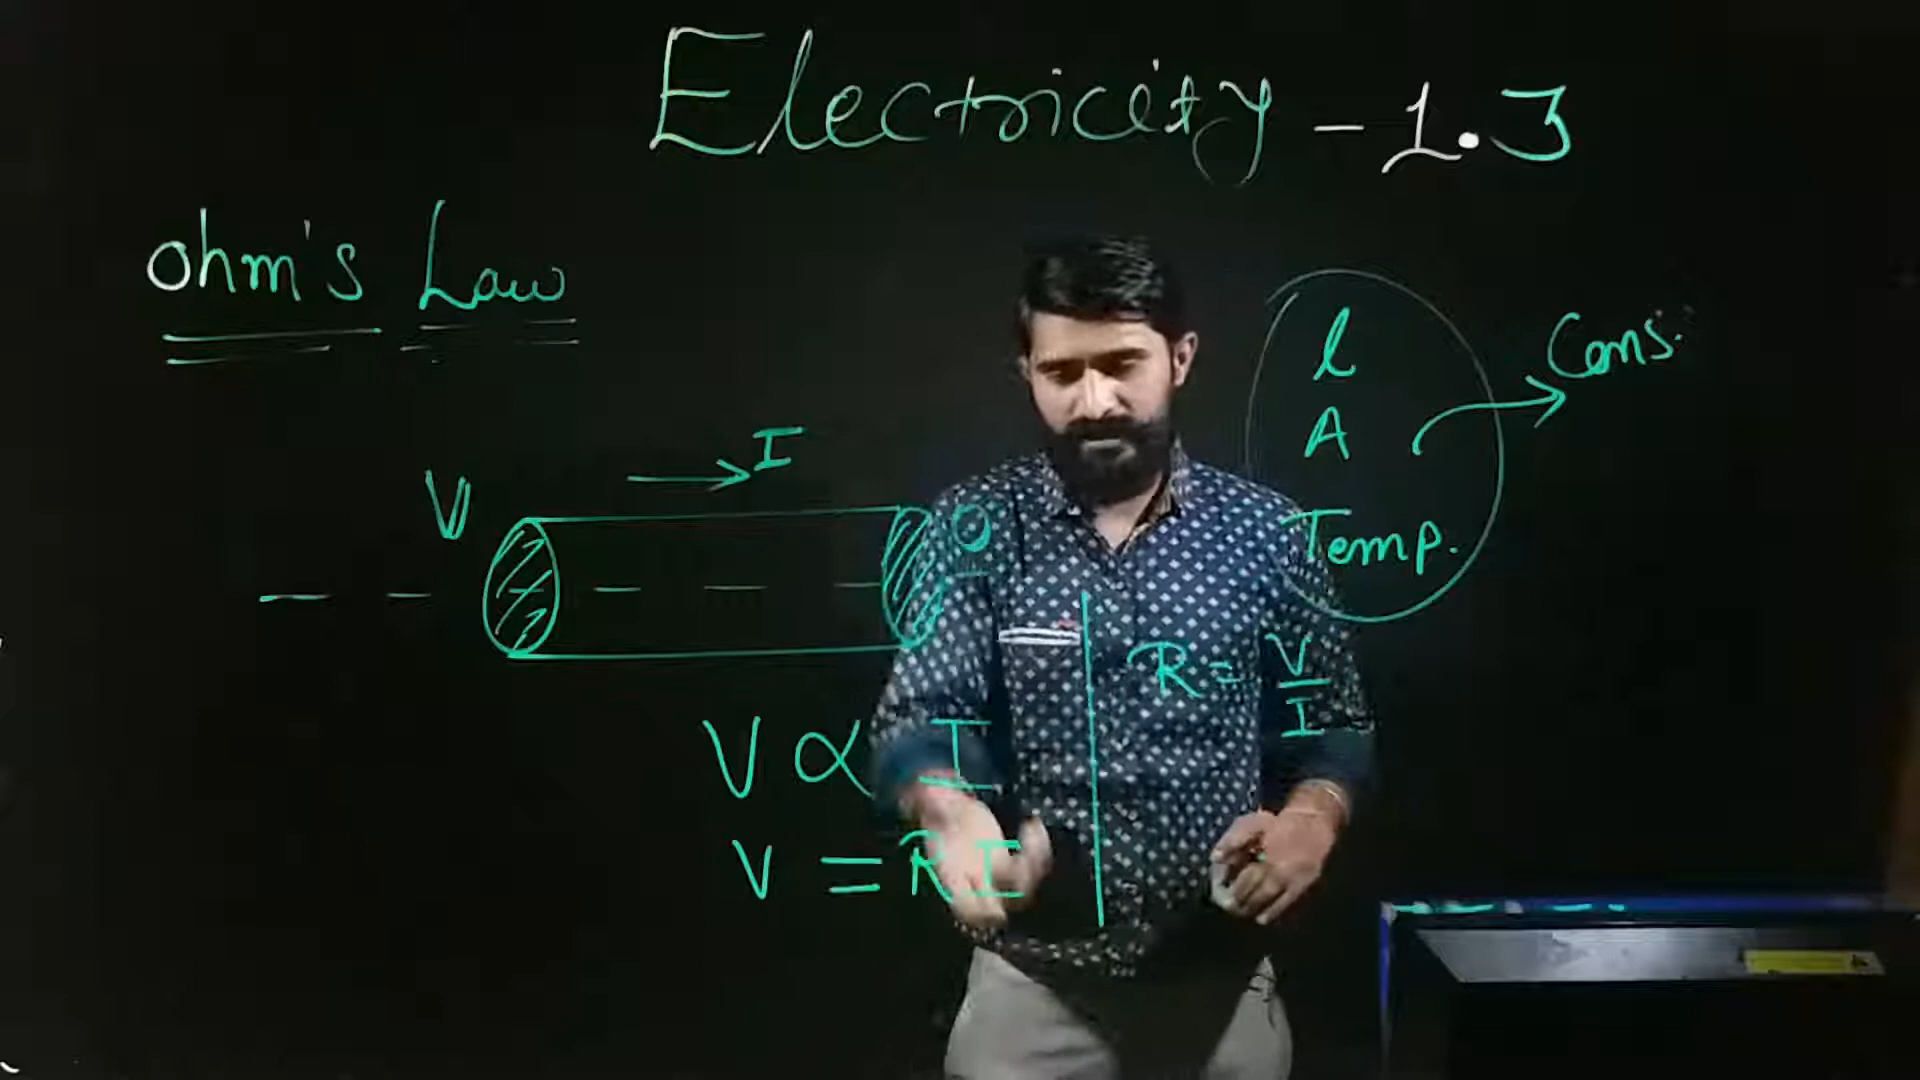 Electricity - 1.3
ohm's Law
l
A
Temp.
Cons.
I
V
O
R = V/I
V ∝ I
V = RI